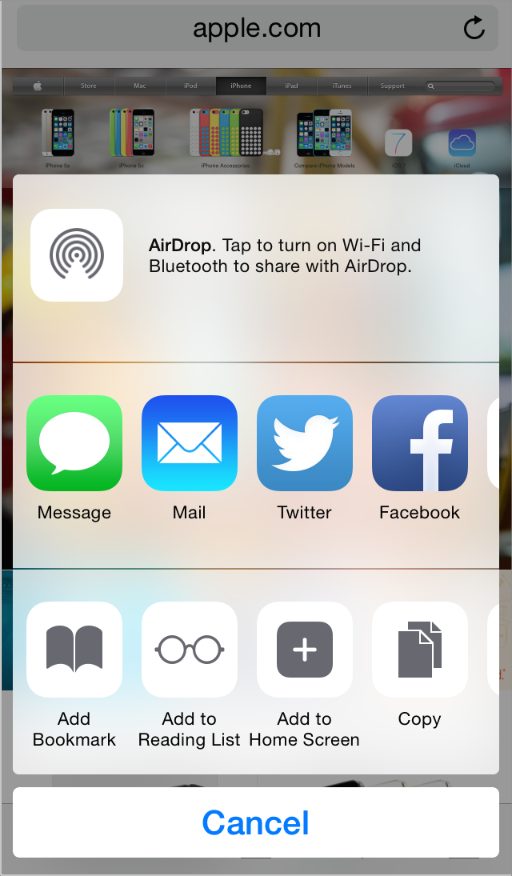 apple.com
Store Mac iPod iPhone iPad iTunes Support
iPhone 5s iPhone 5c iPhone Accessories Compare iPhone Models iOS 7 iCloud
AirDrop. Tap to turn on Wi-Fi and
Bluetooth to share with AirDrop.
Message Mail Twitter Facebook
Add Add to Add to Copy
Bookmark Reading List Home Screen
Cancel